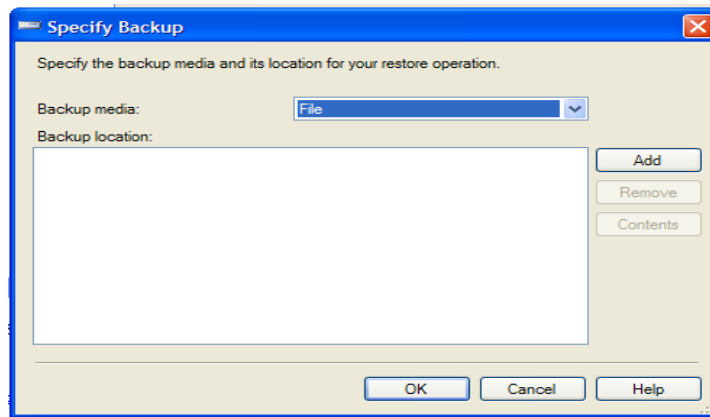 Specify Backup
Specify the backup media and its location for your restore operation.
Backup media:
File
Backup location:
Add
Remove
Contents
OK
Cancel
Help